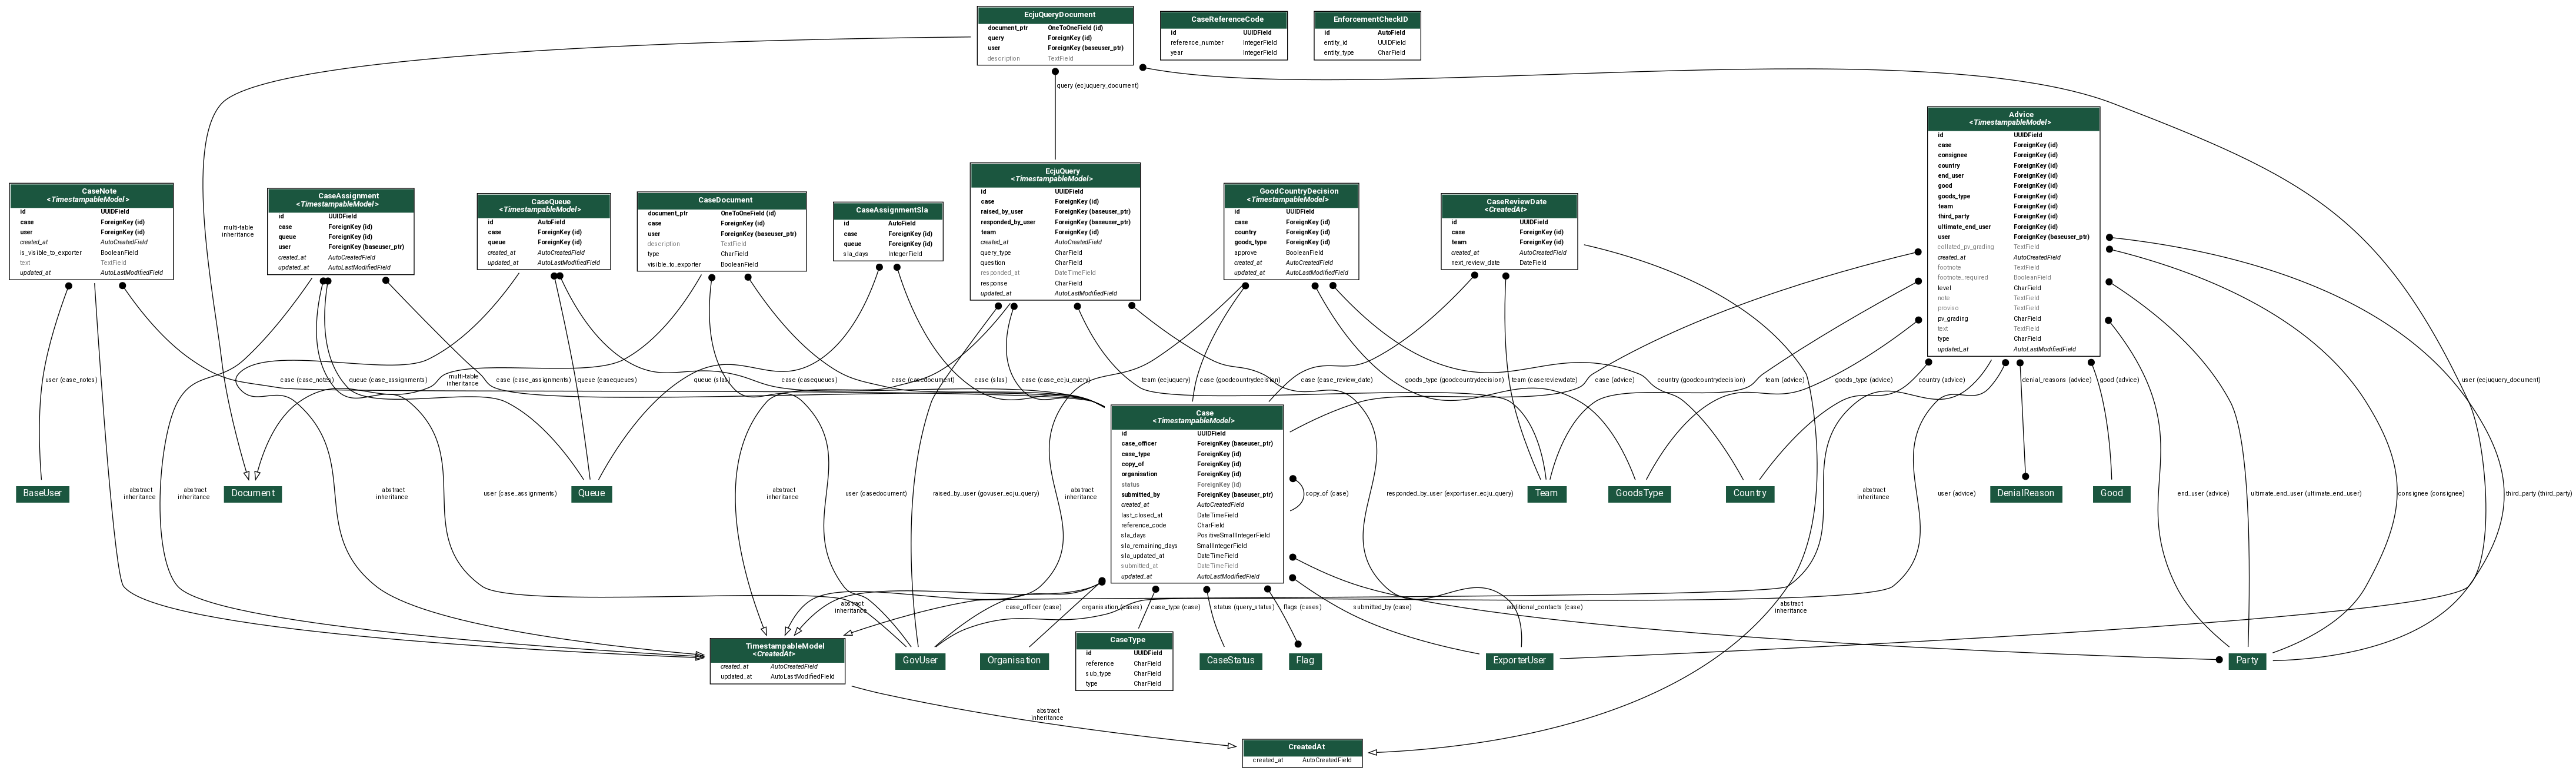 EcjuQueryDocument
document_ptr OneToOneField (id)
query ForeignKey (id)
user ForeignKey (baseuser_ptr)
description TextField
CaseReferenceCode
id UUIDField
reference_number IntegerField
year IntegerField
EnforcementCheckID
id AutoField
entity_id UUIDField
entity_type CharField
query (ecjuquery_document)
Advice
<TimestampableModel>
id UUIDField
case ForeignKey (id)
consignee ForeignKey (id)
country ForeignKey (id)
end_user ForeignKey (id)
good ForeignKey (id)
goods_type ForeignKey (id)
team ForeignKey (id)
third_party ForeignKey (id)
ultimate_end_user ForeignKey (id)
user ForeignKey (baseuser_ptr)
collated_pv_grading TextField
created_at AutoCreatedField
footnote TextField
footnote_required BooleanField
level CharField
note TextField
proviso TextField
pv_grading CharField
text TextField
type CharField
updated_at AutoLastModifiedField
CaseNote
<TimestampableModel>
id UUIDField
case ForeignKey (id)
user ForeignKey (id)
created_at AutoCreatedField
is_visible_to_exporter BooleanField
text TextField
updated_at AutoLastModifiedField
multi-table
inheritance
CaseAssignment
<TimestampableModel>
id UUIDField
case ForeignKey (id)
queue ForeignKey (id)
user ForeignKey (baseuser_ptr)
created_at AutoCreatedField
updated_at AutoLastModifiedField
CaseQueue
<TimestampableModel>
id AutoField
case ForeignKey (id)
queue ForeignKey (id)
created_at AutoCreatedField
updated_at AutoLastModifiedField
CaseDocument
document_ptr OneToOneField (id)
case ForeignKey (id)
user ForeignKey (baseuser_ptr)
description TextField
type CharField
visible_to_exporter BooleanField
CaseAssignmentSla
id AutoField
case ForeignKey (id)
queue ForeignKey (id)
sla_days IntegerField
EcjuQuery
<TimestampableModel>
id UUIDField
case ForeignKey (id)
raised_by_user ForeignKey (baseuser_ptr)
responded_by_user ForeignKey (baseuser_ptr)
team ForeignKey (id)
created_at AutoCreatedField
query_type CharField
question CharField
responded_at DateTimeField
response CharField
updated_at AutoLastModifiedField
GoodCountryDecision
<TimestampableModel>
id UUIDField
case ForeignKey (id)
country ForeignKey (id)
goods_type ForeignKey (id)
approve BooleanField
created_at AutoCreatedField
updated_at AutoLastModifiedField
CaseReviewDate
<CreatedAt>
id UUIDField
case ForeignKey (id)
team ForeignKey (id)
created_at AutoCreatedField
next_review_date DateField
user (case_notes)
case (case_notes)
queue (case_assignments)
multi-table
inheritance
case (case_assignments)
queue (casequeues)
queue (slas)
case (casequeues)
case (casedocument)
case (slas)
case (case_ecju_query)
team (ecjuquery)
case (goodcountrydecision)
case (case_review_date)
goods_type (goodcountrydecision)
team (casereviewdate)
case (advice)
country (goodcountrydecision)
team (advice)
goods_type (advice)
country (advice)
denial_reasons (advice)
good (advice)
user (ecjuquery_document)
Case
<TimestampableModel>
id UUIDField
case_officer ForeignKey (baseuser_ptr)
case_type ForeignKey (id)
copy_of ForeignKey (id)
organisation ForeignKey (id)
status ForeignKey (id)
submitted_by ForeignKey (baseuser_ptr)
created_at AutoCreatedField
last_closed_at DateTimeField
reference_code CharField
sla_days PositiveSmallIntegerField
sla_remaining_days SmallIntegerField
sla_updated_at DateTimeField
submitted_at DateTimeField
updated_at AutoLastModifiedField
BaseUser
abstract
inheritance
abstract
inheritance
Document
abstract
inheritance
user (case_assignments)
Queue
abstract
inheritance
user (casedocument)
raised_by_user (govuser_ecju_query)
abstract
inheritance
copy_of (case)
responded_by_user (exportuser_ecju_query)
Team
GoodsType
Country
abstract
inheritance
user (advice)
DenialReason
Good
end_user (advice)
ultimate_end_user (ultimate_end_user)
consignee (consignee)
third_party (third_party)
abstract
inheritance
case_officer (case)
organisation (cases)
case_type (case)
status (query_status)
flags (cases)
submitted_by (case)
additional_contacts (case)
abstract
inheritance
TimestampableModel
<CreatedAt>
created_at AutoCreatedField
updated_at AutoLastModifiedField
GovUser
Organisation
CaseType
id UUIDField
reference CharField
sub_type CharField
type CharField
CaseStatus
Flag
ExporterUser
Party
abstract
inheritance
CreatedAt
created_at AutoCreatedField